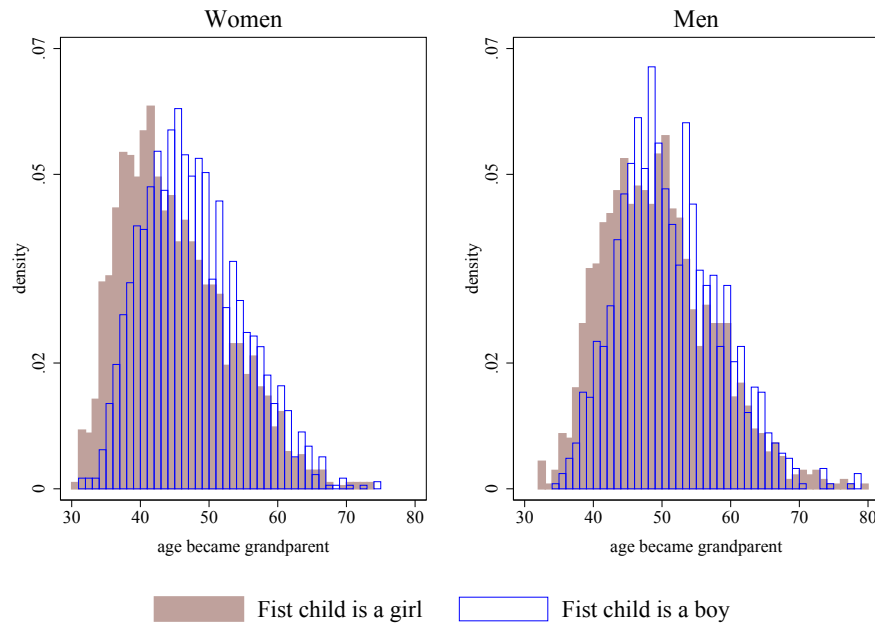 Women
Men
.07
.05
.02
0
density
30 40 50 60 70 80
age became grandparent
.07
.05
.02
0
density
30 40 50 60 70 80
age became grandparent
Fist child is a girl
Fist child is a boy